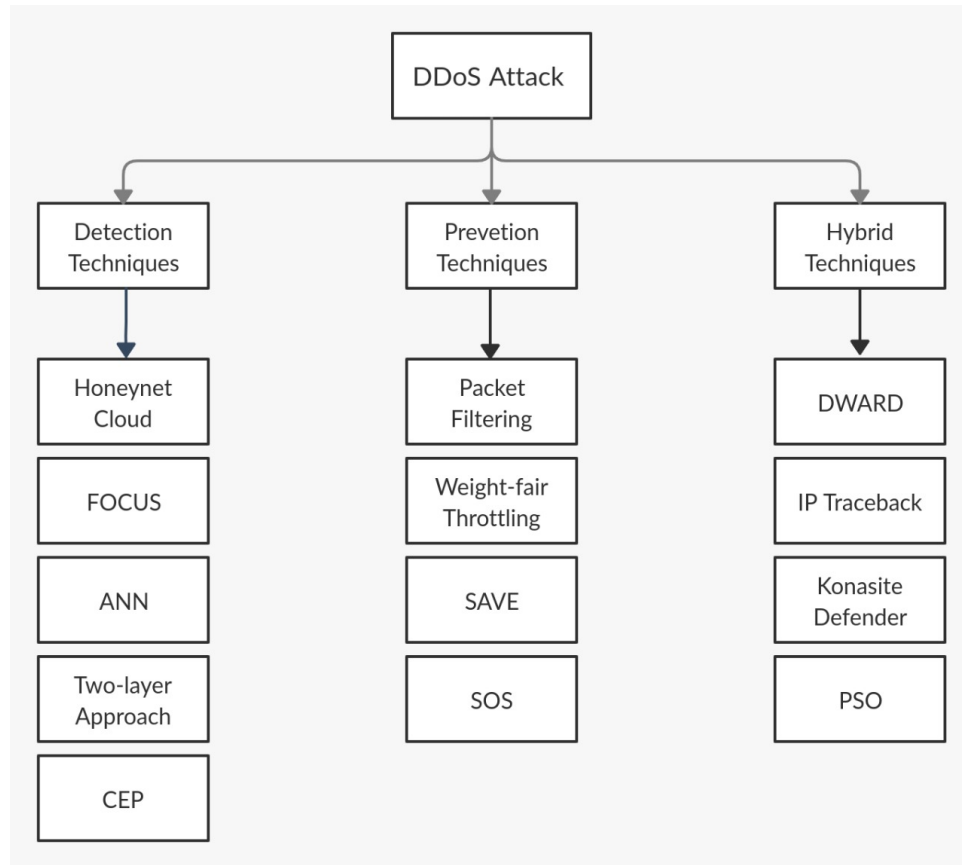 DDoS Attack
Detection
Techniques
Prevetion
Techniques
Hybrid
Techniques
Honeynet
Cloud
FOCUS
ANN
Two-layer
Approach
CEP
Packet
Filtering
Weight-fair
Throttling
SAVE
SOS
DWARD
IP Traceback
Konasite
Defender
PSO